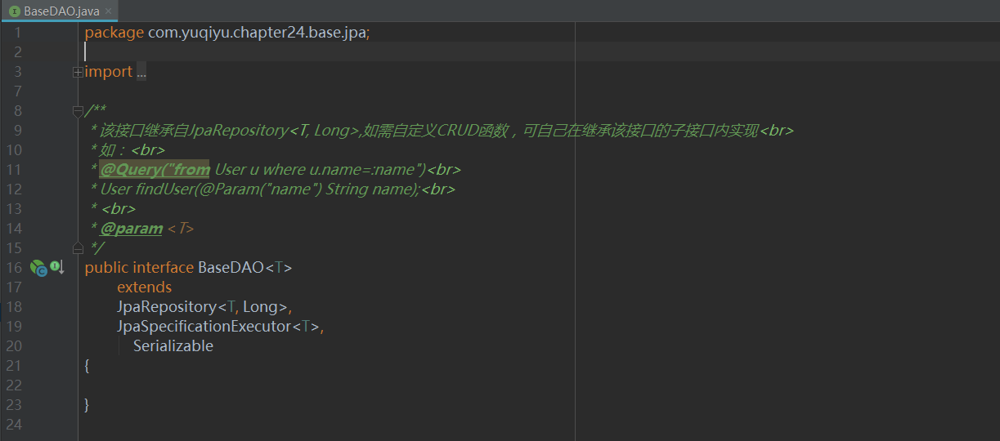 BaseDAO.java
1 package com.yuqiyu.chapter24.base.jpa;
2
3 import ...
7
8 /**
9 * 该接口继承自JpaRepository<T, Long>,如需自定义CRUD函数，可自己在继承该接口的子接口内实现<br>
10 * 如：<br>
11 * @Query("from User u where u.name=:name")<br>
12 * User findUser(@Param("name") String name);<br>
13 * <br>
14 * @param <T>
15 */
16 public interface BaseDAO<T>
17 extends
18 JpaRepository<T, Long>,
19 JpaSpecificationExecutor<T>,
20 Serializable
21 {
22
23 }
24